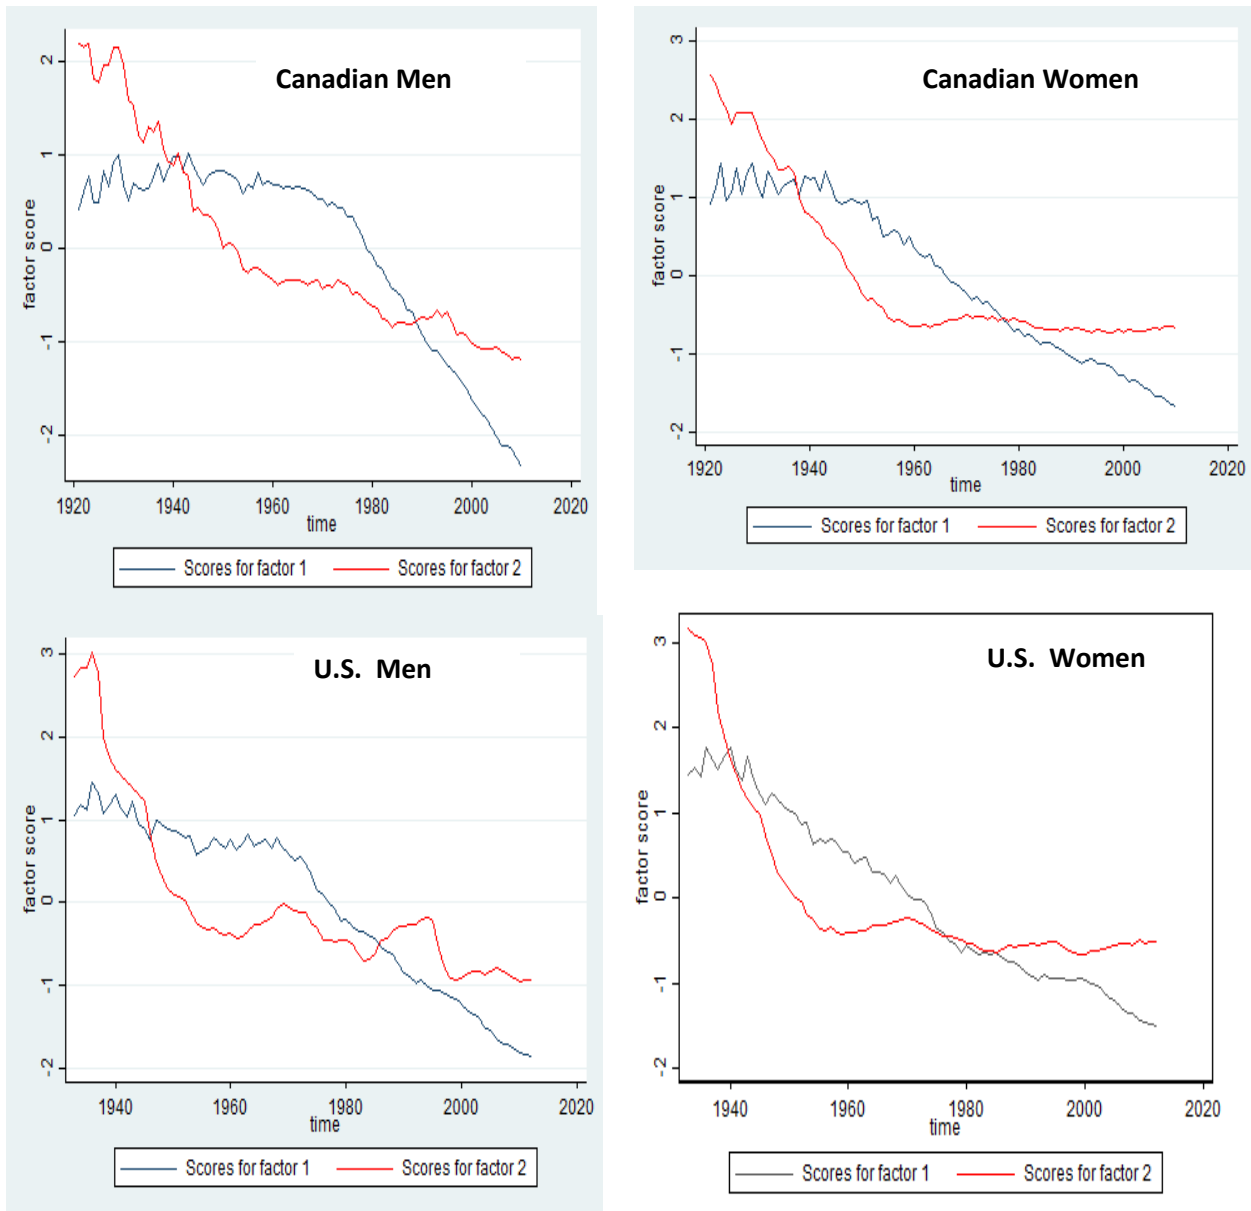 Canadian Men
factor score
2
1
0
-1
-2
1920 1940 1960 1980 2000 2020
time
Scores for factor 1 Scores for factor 2
Canadian Women
factor score
3
2
1
0
-1
-2
1920 1940 1960 1980 2000 2020
time
Scores for factor 1 Scores for factor 2
U.S. Men
factor score
3
2
1
0
-1
-2
1940 1960 1980 2000 2020
time
Scores for factor 1 Scores for factor 2
U.S. Women
factor score
3
2
1
0
-1
-2
1940 1960 1980 2000 2020
time
Scores for factor 1 Scores for factor 2